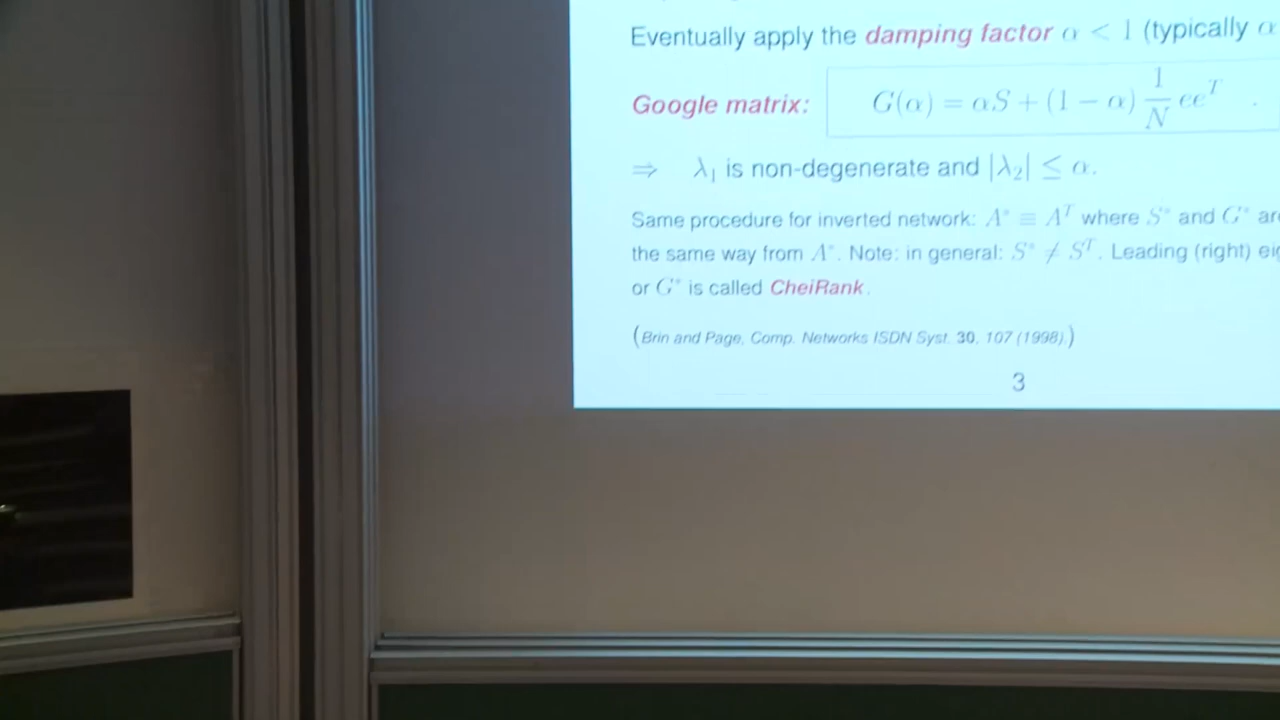 Eventually apply the damping factor α < 1 (typically α
Google matrix: G(α) = αS + (1 − α) 1/N ee^T .
⇒ λ₁ is non-degenerate and |λ₂| ≤ α.
Same procedure for inverted network: A* ≡ A^T where S* and G* are
the same way from A*. Note: in general: S* ≠ S^T. Leading (right)
or G* is called CheiRank.
(Brin and Page, Comp. Networks ISDN Syst. 30, 107 (1998).)
3